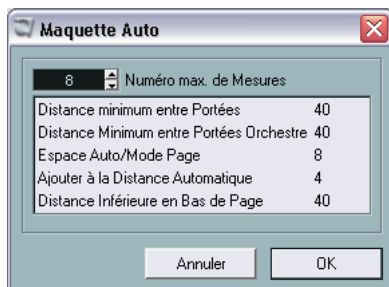 Maquette Auto
8 Numéro max. de Mesures
Distance minimum entre Portées 40
Distance Minimum entre Portées Orchestre 40
Espace Auto/Mode Page 8
Ajouter à la Distance Automatique 4
Distance Inférieure en Bas de Page 40
Annuler OK